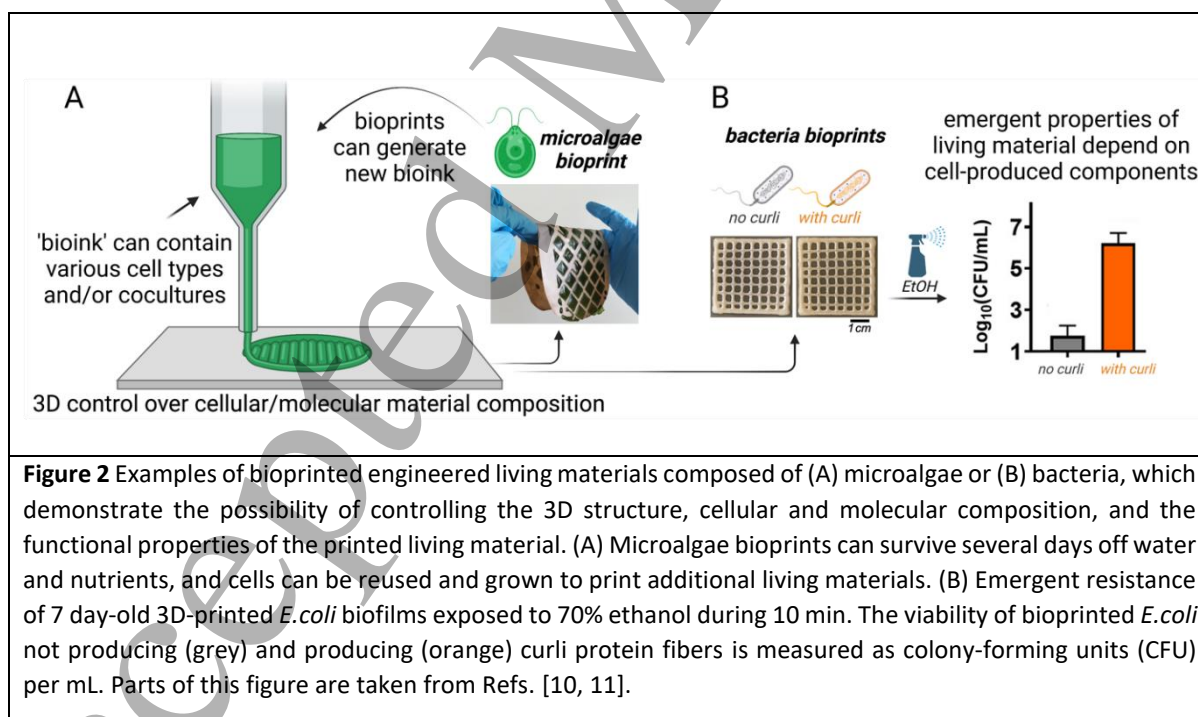 A
bioprints
can generate
new bioink
microalgae
bioprint
'bioink' can contain
various cell types
and/or cocultures
3D control over cellular/molecular material composition
B
bacteria bioprints
no curli
with curli
EtOH
1cm
emergent properties of
living material depend on
cell-produced components
Log10(CFU/mL)
7
5
3
1
no curli
with curli
Figure 2 Examples of bioprinted engineered living materials composed of (A) microalgae or (B) bacteria, which
demonstrate the possibility of controlling the 3D structure, cellular and molecular composition, and the
functional properties of the printed living material. (A) Microalgae bioprints can survive several days off water
and nutrients, and cells can be reused and grown to print additional living materials. (B) Emergent resistance
of 7 day-old 3D-printed E.coli biofilms exposed to 70% ethanol during 10 min. The viability of bioprinted E.coli
not producing (grey) and producing (orange) curli protein fibers is measured as colony-forming units (CFU)
per mL. Parts of this figure are taken from Refs. [10, 11].